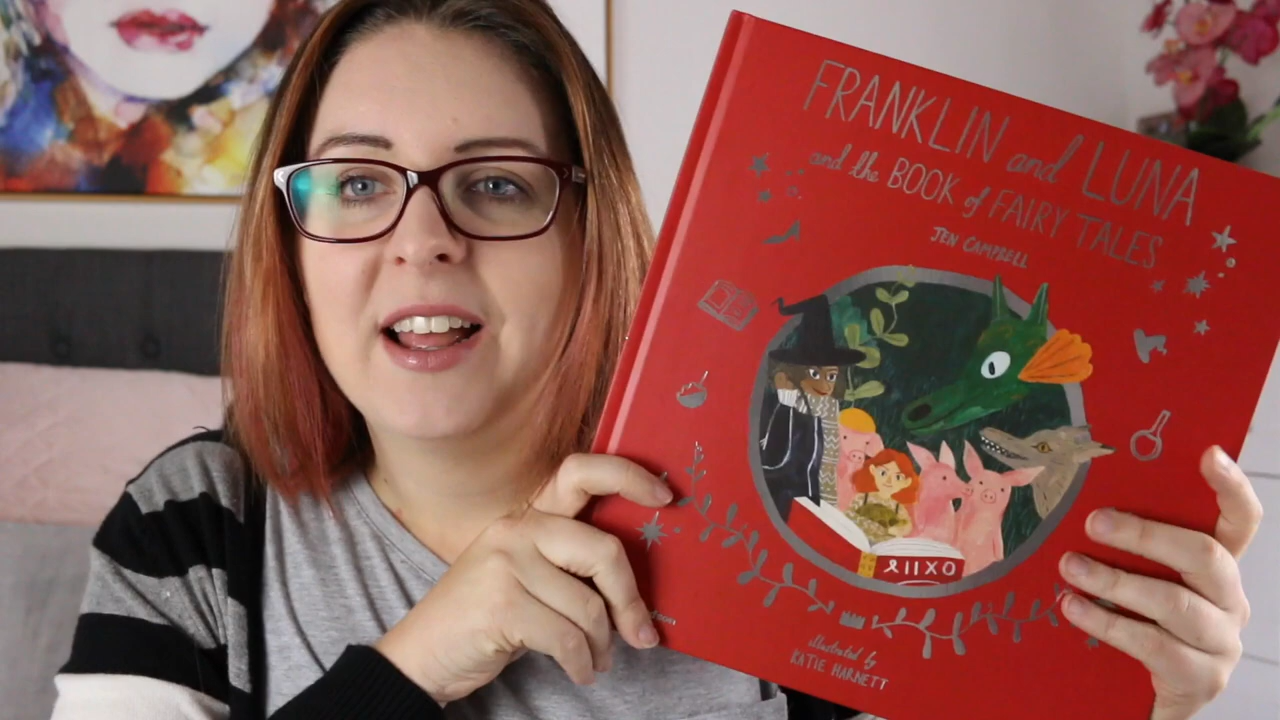 FRANKLIN and LUNA
and the BOOK of FAIRY TALES
JEN CAMPBELL
illustrated by
KATIE HARNETT